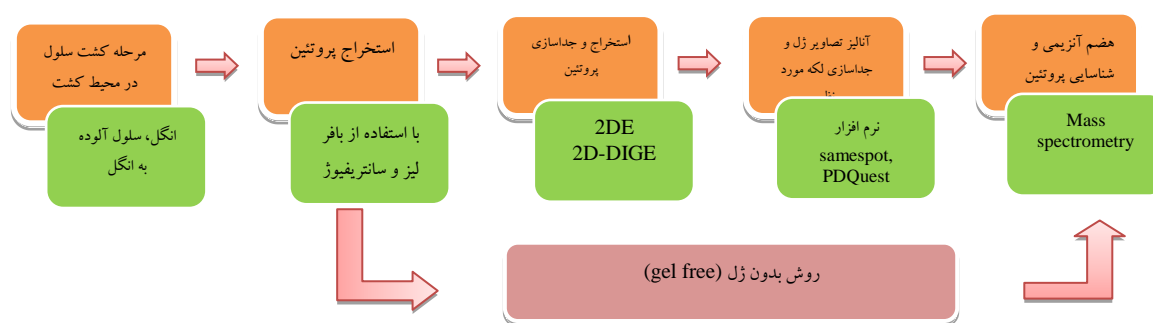 مرحله کشت سلول
در محیط کشت
انگل، سلول آلوده
به انگل
استخراج پروتئین
با استفاده از بافر
لیز و سانتریفیوژ
استخراج و جداسازی
پروتئین
2DE
2D-DIGE
آنالیز تصاویر ژل و
جداسازی لکه مورد
نرم افزار
samespot,
PDQuest
هضم آنزیمی و
شناسایی پروتئین
Mass
spectrometry
روش بدون ژل (gel free)